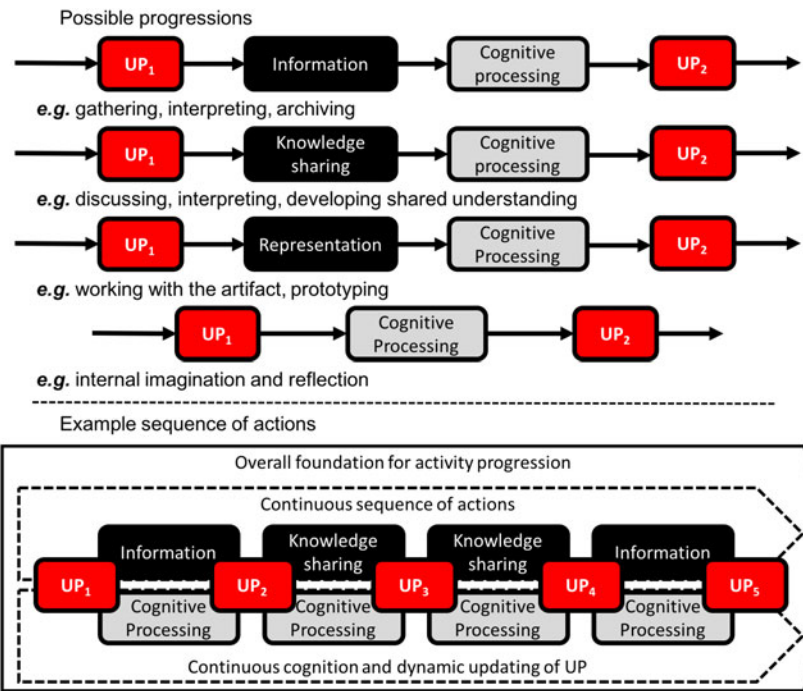 Possible progressions
UP₁
Information
Cognitive
processing
UP₂
e.g. gathering, interpreting, archiving
UP₁
Knowledge
sharing
Cognitive
processing
UP₂
e.g. discussing, interpreting, developing shared understanding
UP₁
Representation
Cognitive
Processing
UP₂
e.g. working with the artifact, prototyping
UP₁
Cognitive
Processing
UP₂
e.g. internal imagination and reflection
Example sequence of actions
Overall foundation for activity progression
Continuous sequence of actions
Information
Knowledge
sharing
Knowledge
sharing
Information
UP₁
UP₂
UP₃
UP₄
UP₅
Cognitive
Processing
Cognitive
Processing
Cognitive
Processing
Cognitive
Processing
Continuous cognition and dynamic updating of UP